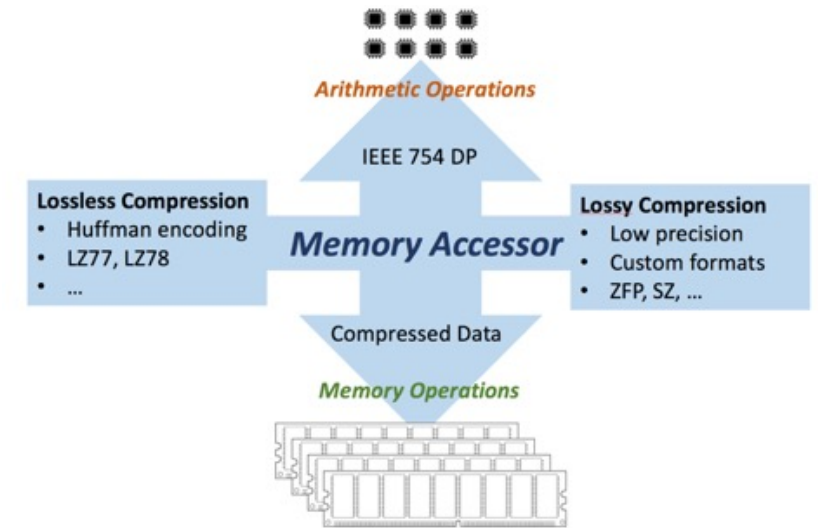 Arithmetic Operations
IEEE 754 DP
Lossless Compression
• Huffman encoding
• LZ77, LZ78
• ...
Memory Accessor
Lossy Compression
• Low precision
• Custom formats
• ZFP, SZ, ...
Compressed Data
Memory Operations